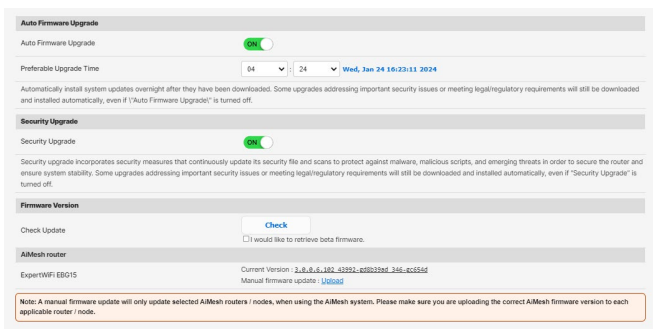 Auto Firmware Upgrade
Auto Firmware Upgrade ON
Preferable Upgrade Time 04 : 24 Wed, Jan 24 16:23:11 2024
Automatically install system updates overnight after they have been downloaded. Some upgrades addressing important security issues or meeting legal/regulatory requirements will still be downloaded
and installed automatically, even if \"Auto Firmware Upgrade\" is turned off.
Security Upgrade
Security Upgrade ON
Security upgrade incorporates security measures that continuously update its security file and scans to protect against malware, malicious scripts, and emerging threats in order to secure the router and
ensure system stability. Some upgrades addressing important security issues or meeting legal/regulatory requirements will still be downloaded and installed automatically, even if "Security Upgrade" is
turned off.
Firmware Version
Check Update Check
I would like to retrieve beta firmware.
AiMesh router
ExpertWiFi EBG15
Current Version : 3.0.0.6.102_43992-gd8b39ad_346-gc654d
Manual firmware update : Upload
Note: A manual firmware update will only update selected AiMesh routers / nodes, when using the AiMesh system. Please make sure you are uploading the correct AiMesh firmware version to each
applicable router / node.